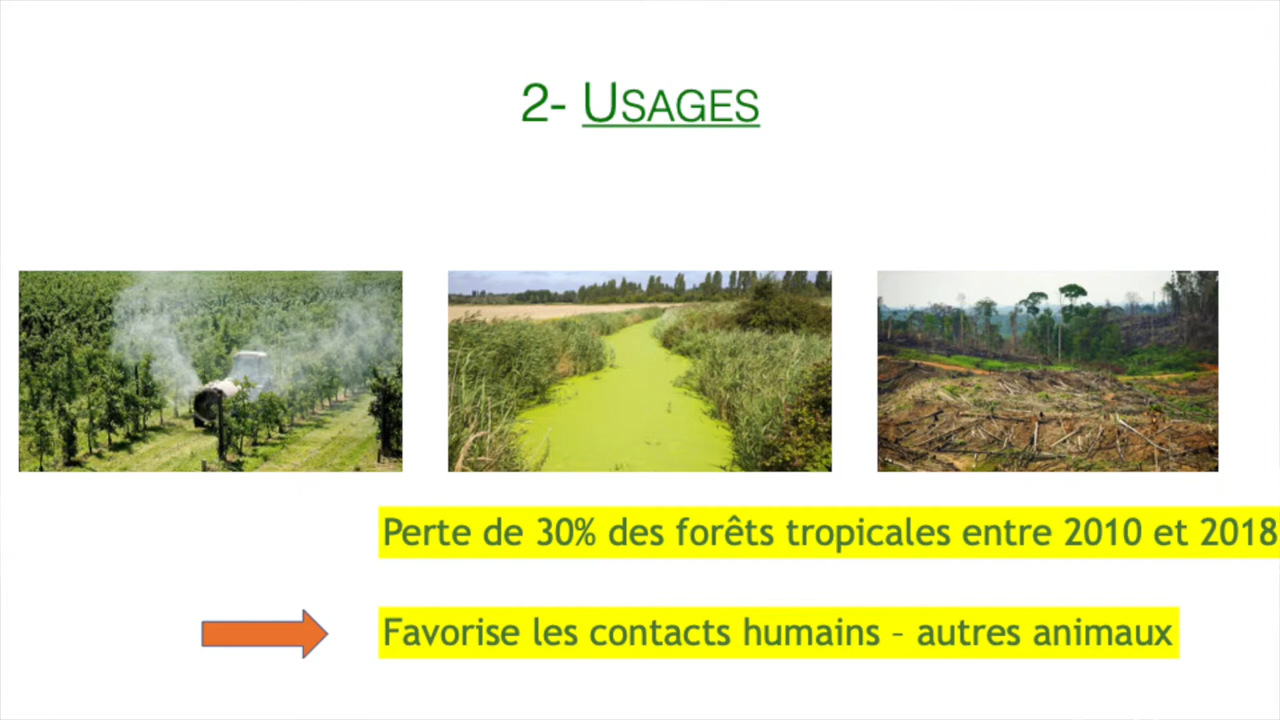 2- USAGES
Perte de 30% des forêts tropicales entre 2010 et 2018
Favorise les contacts humains – autres animaux